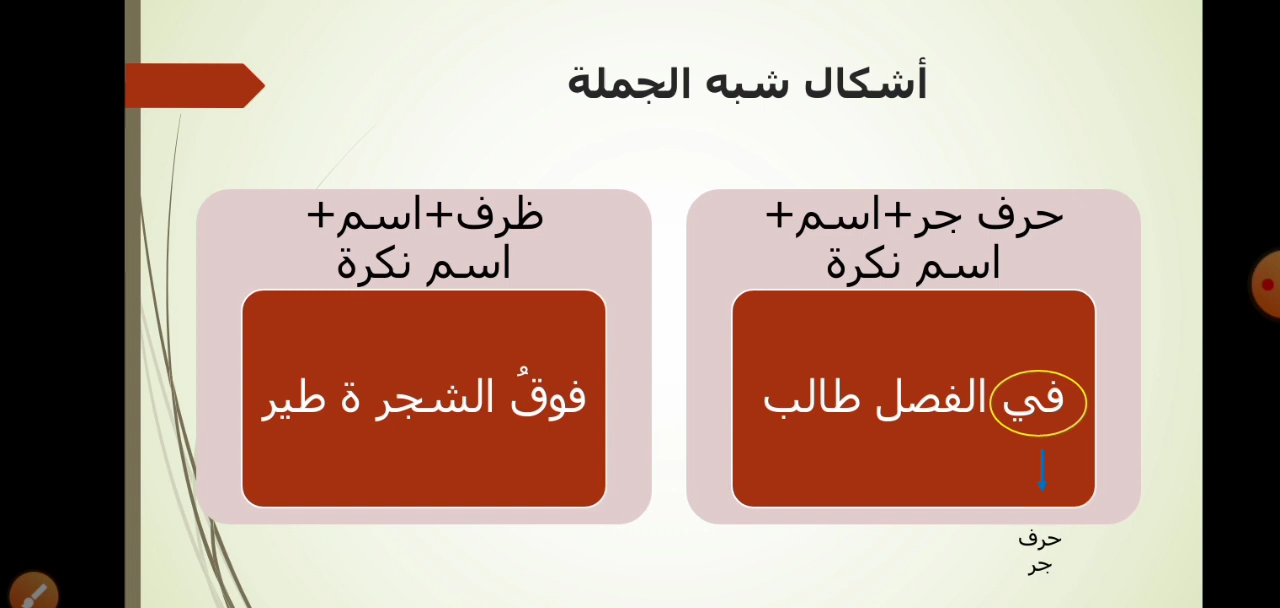 أشكال شبه الجملة
حرف جر+اسم+
اسم نكرة
في الفصل طالب
حرف
جر
ظرف+اسم+
اسم نكرة
فوقُ الشجر ة طير